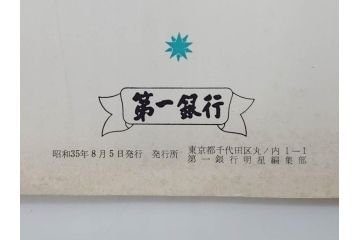 第一銀行
昭和35年8月5日発行 発行所 東京都千代田区丸ノ内1−1
第一銀行明星編集部